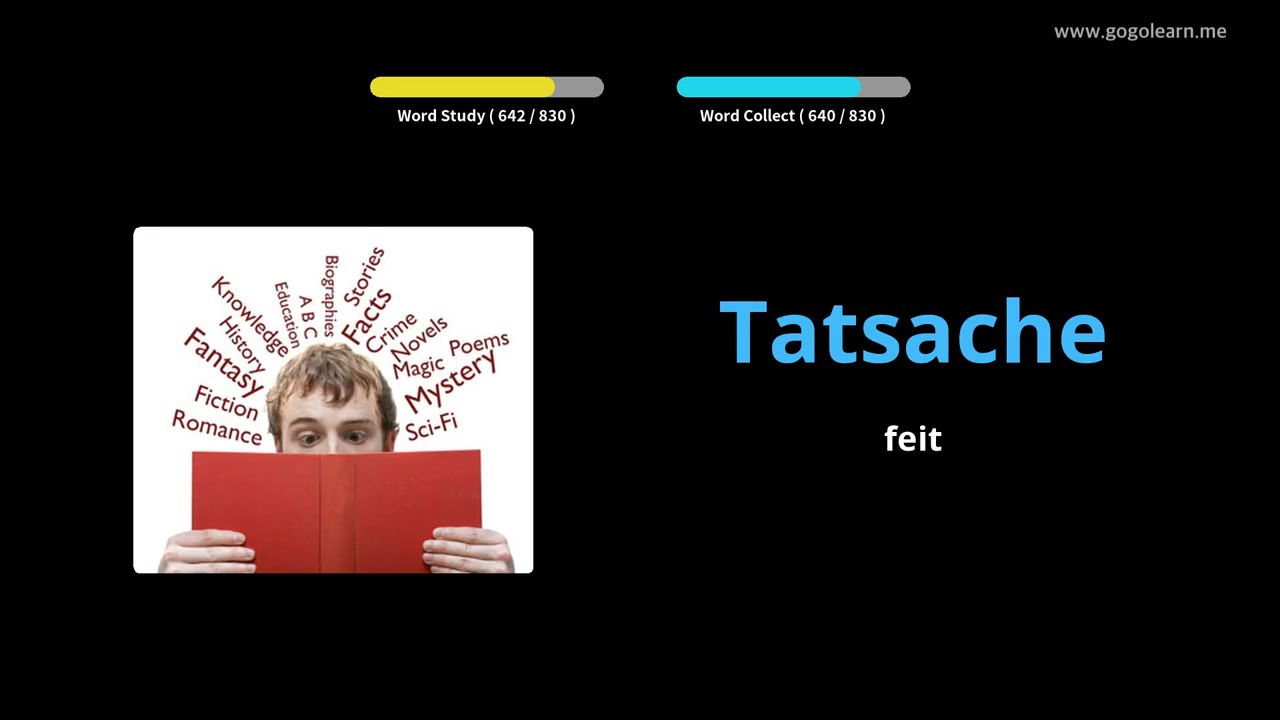 www.gogolearn.me
Word Study ( 642 / 830 )
Word Collect ( 640 / 830 )
Knowledge
Education
A B C
Biographies
Stories
Facts
Crime
History
Novels
Fantasy
Magic
Poems
Mystery
Fiction
Romance
Sci-Fi
Tatsache
feit